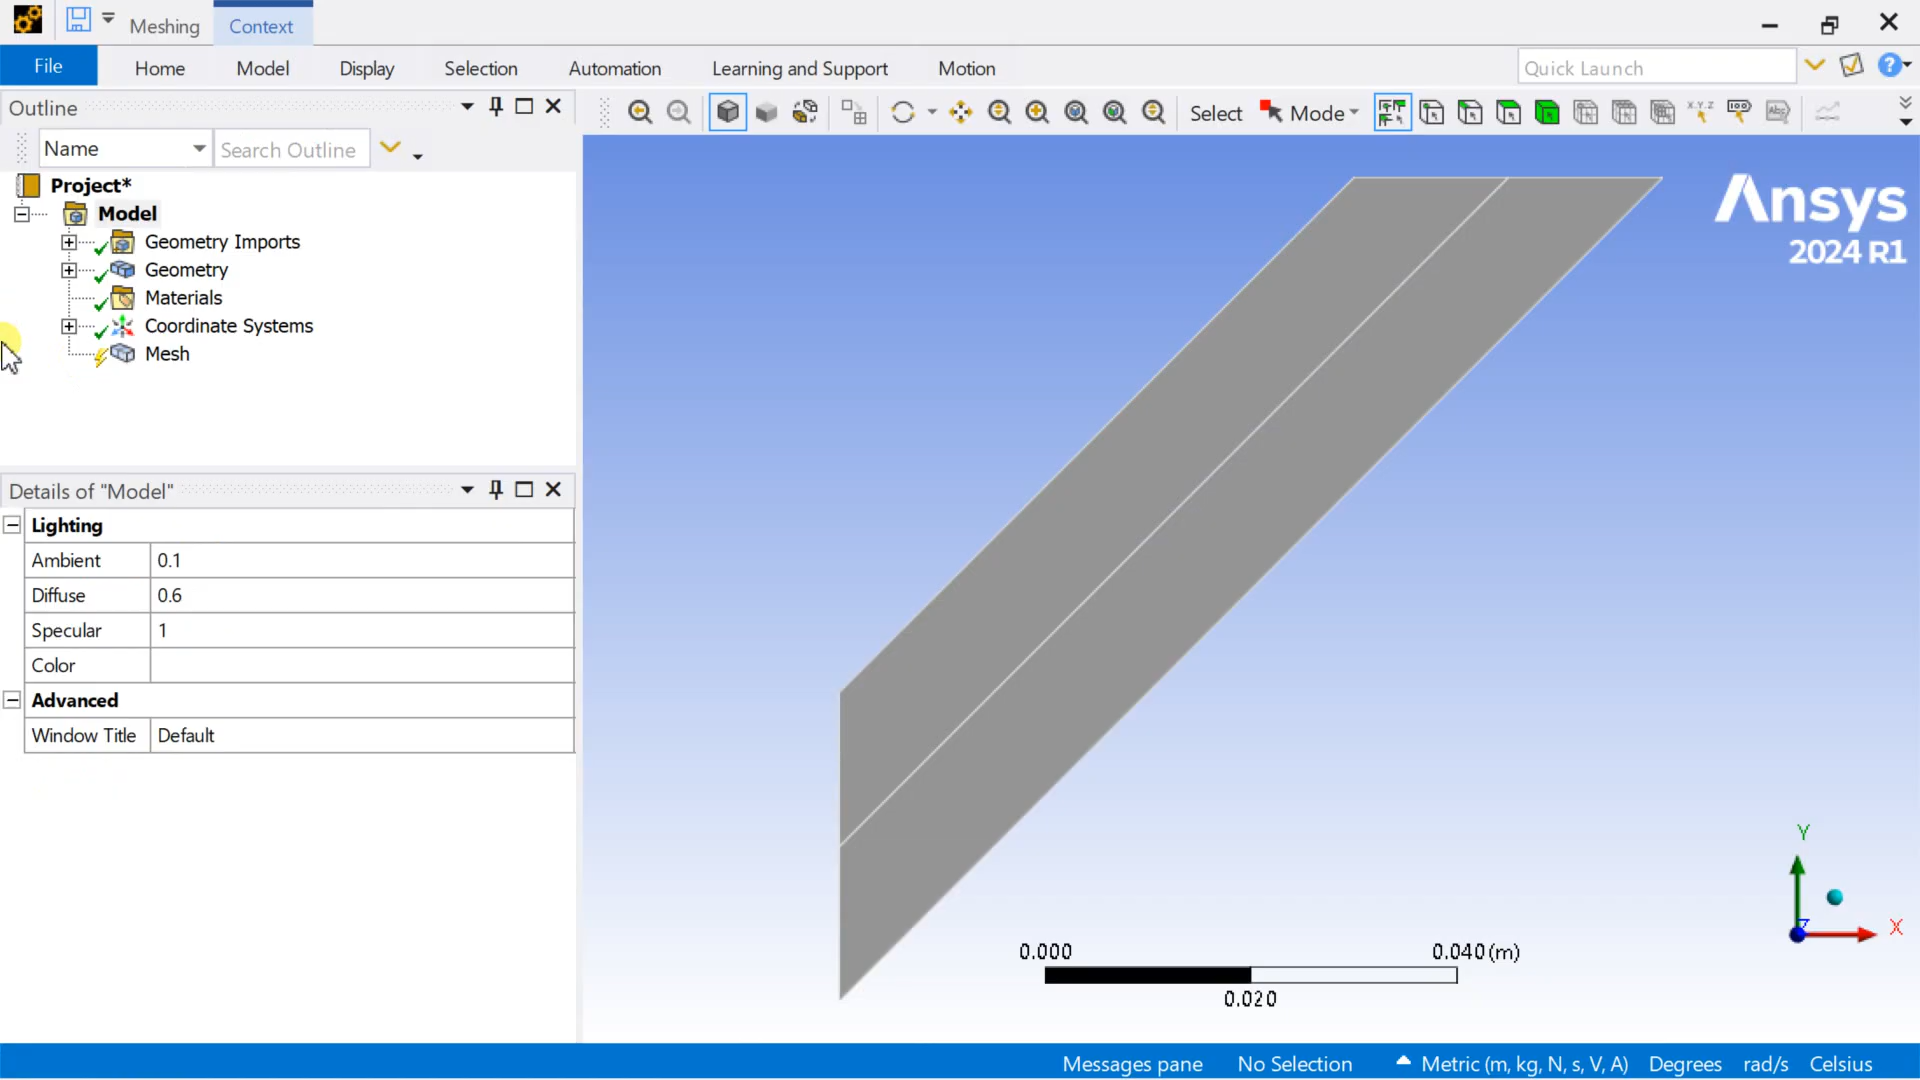 Meshing
Context
File
Home
Model
Display
Selection
Automation
Learning and Support
Motion
Quick Launch
Outline
Select
Mode
Name
Search Outline
Project*
Model
Geometry Imports
Geometry
Materials
Coordinate Systems
Mesh
Details of "Model"
Lighting
Ambient 0.1
Diffuse 0.6
Specular 1
Color
Advanced
Window Title Default
Ansys
2024 R1
Y
X
Z
0.000
0.040(m)
0.020
Messages pane
No Selection
Metric (m, kg, N, s, V, A)
Degrees
rad/s
Celsius